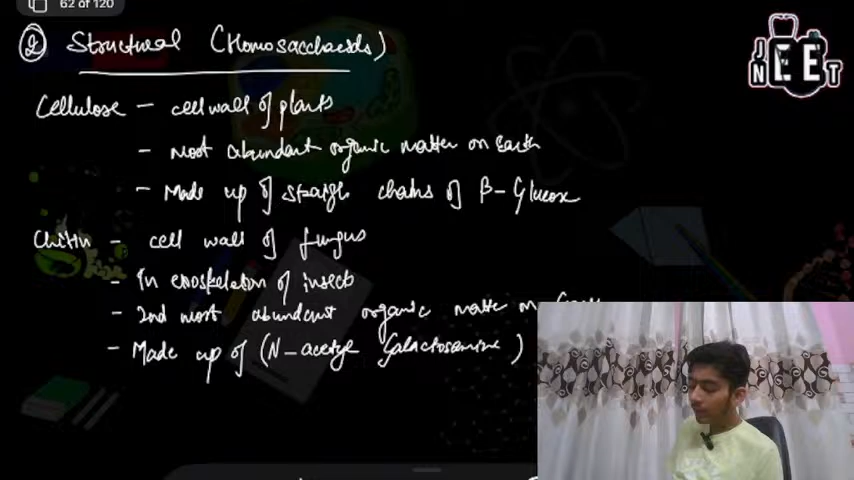 62 of 120
② Structural (Homosaccharids)
J
NEET
Cellulose - cell wall of plants
- Most abundant organic matter on Earth
- Made up of straigh chains of β-Glucose
Chitin - cell wall of fungus
- In exoskeleton of insects
- 2nd most abundant organic matter on
- Made up of (N-acetyl Galactosamine)